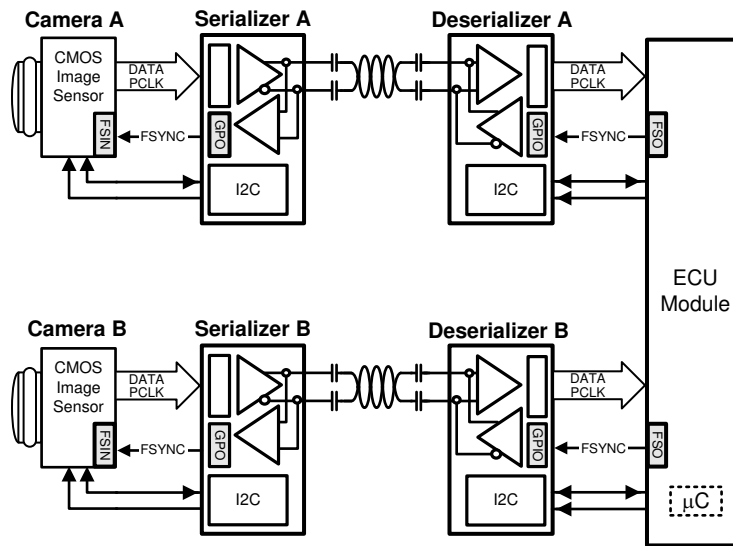 Camera A
Serializer A
Deserializer A
CMOS
Image
Sensor
DATA
PCLK
DATA
PCLK
FSIN
FSYNC
GPO
GPIO
FSYNC
FSO
I2C
I2C
ECU
Module
Camera B
Serializer B
Deserializer B
CMOS
Image
Sensor
DATA
PCLK
DATA
PCLK
FSIN
FSYNC
GPO
GPIO
FSYNC
FSO
I2C
I2C
μC